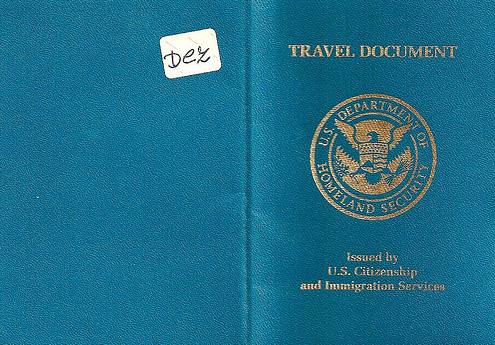 Dez
TRAVEL DOCUMENT
U.S. DEPARTMENT OF
HOMELAND SECURITY
Issued by
U.S. Citizenship
and Immigration Services